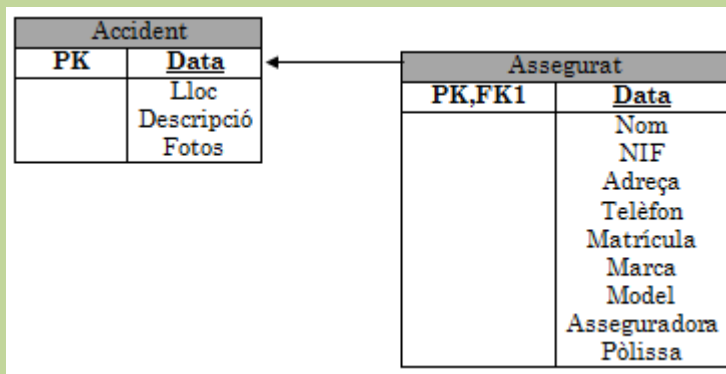 Accident
PK Data
Lloc
Descripció
Fotos
Assegurat
PK,FK1 Data
Nom
NIF
Adreça
Telèfon
Matrícula
Marca
Model
Asseguradora
Pòlissa